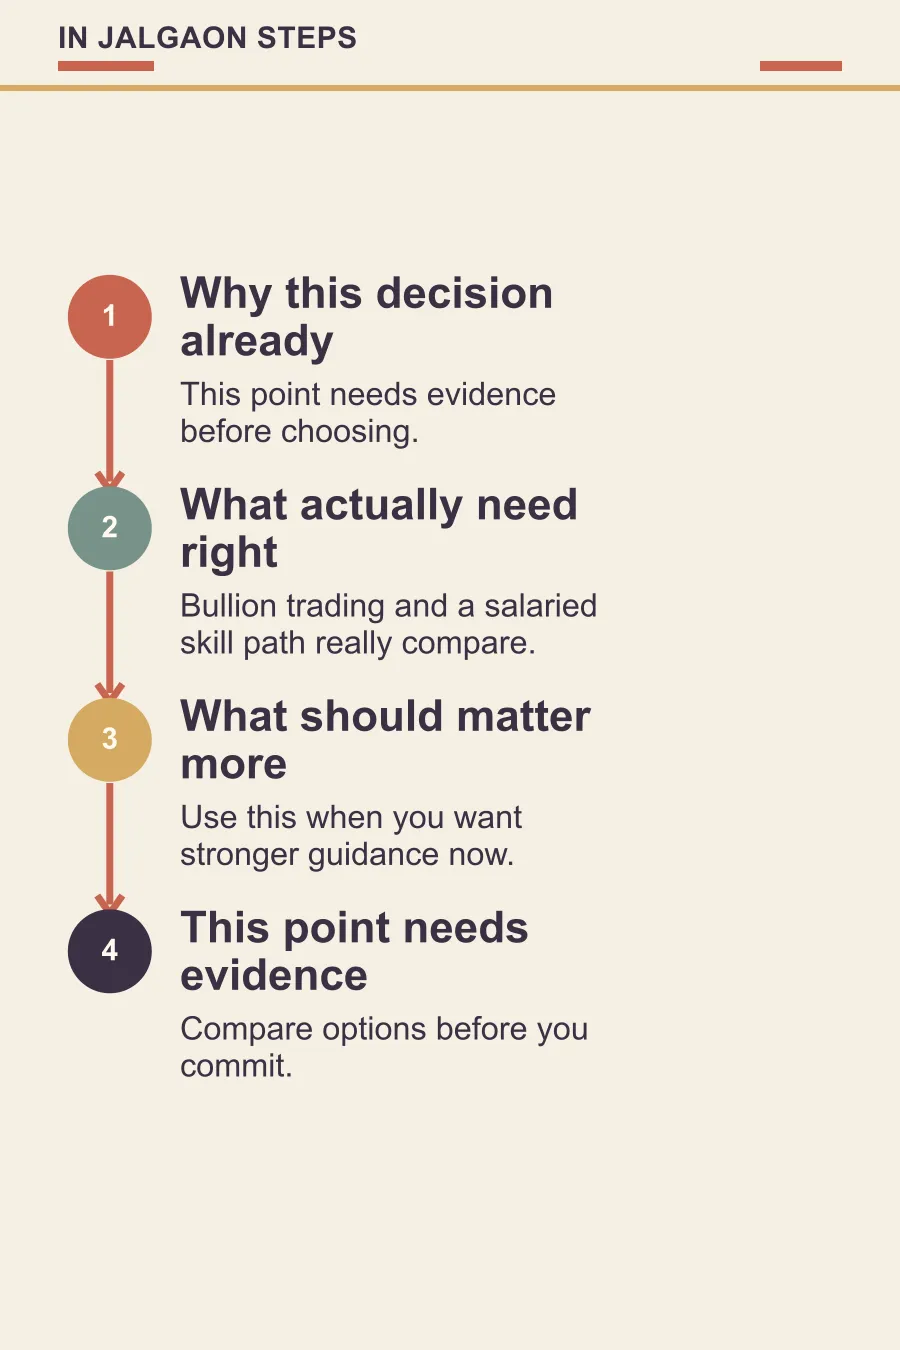 IN JALGAON STEPS
1
Why this decision
already
This point needs evidence
before choosing.
2
What actually need
right
Bullion trading and a salaried
skill path really compare.
3
What should matter
more
Use this when you want
stronger guidance now.
4
This point needs
evidence
Compare options before you
commit.